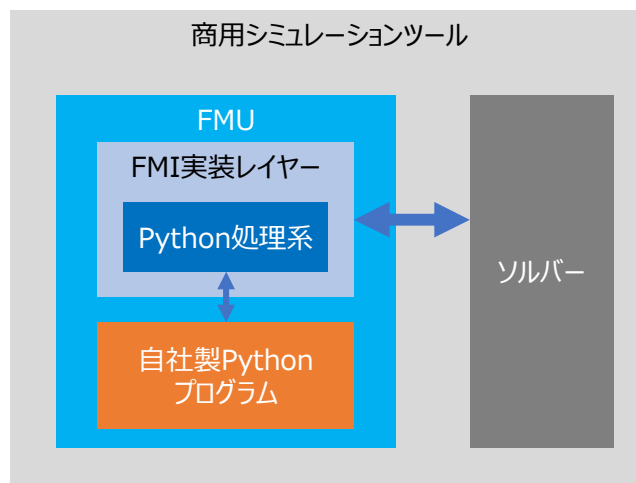 商用シミュレーションツール
FMU
FMI実装レイヤー
Python処理系
自社製Python
プログラム
ソルバー